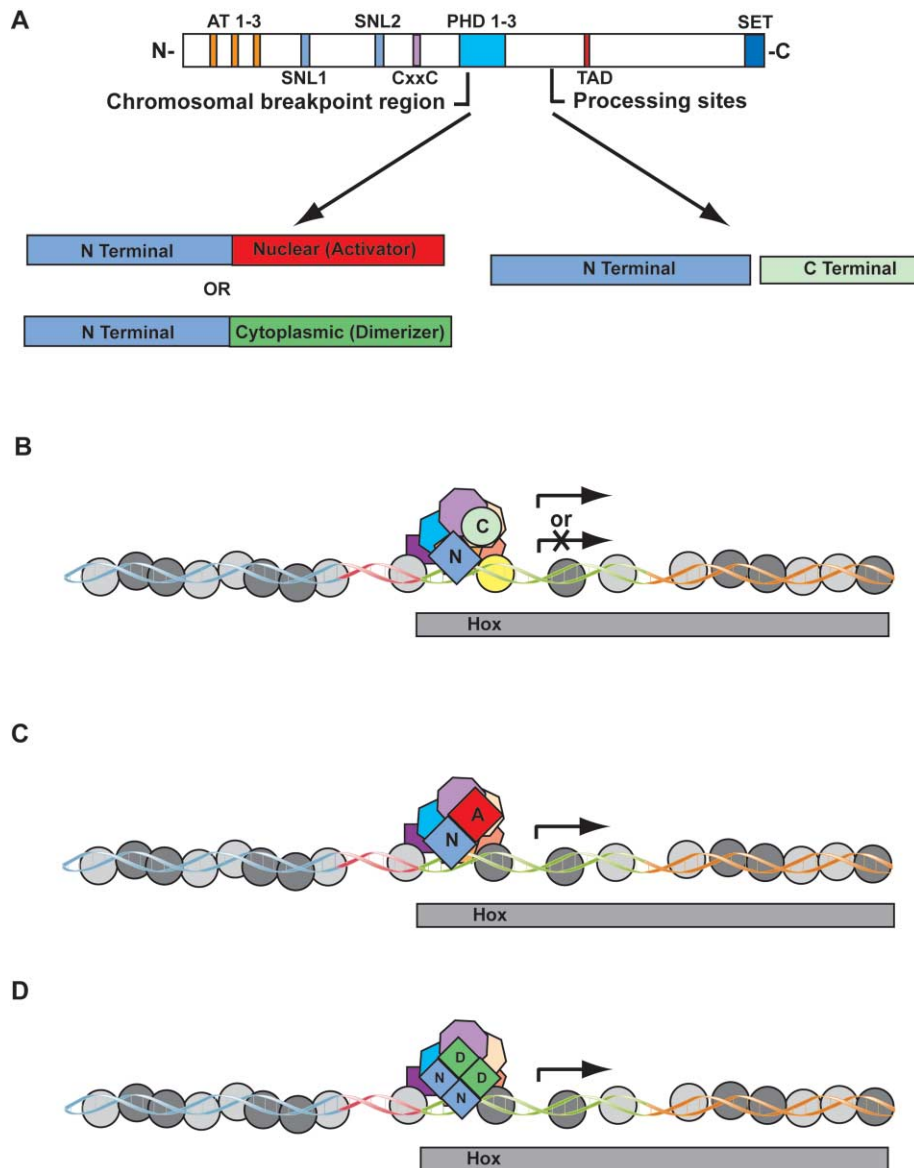 A
AT 1-3 SNL2 PHD 1-3 SET
N- -C
SNL1 CxxC TAD
Chromosomal breakpoint region Processing sites
N Terminal Nuclear (Activator)
N Terminal C Terminal
OR
N Terminal Cytoplasmic (Dimerizer)
B
C
or
N
Hox
C
A
N
Hox
D
D
N D
N
Hox